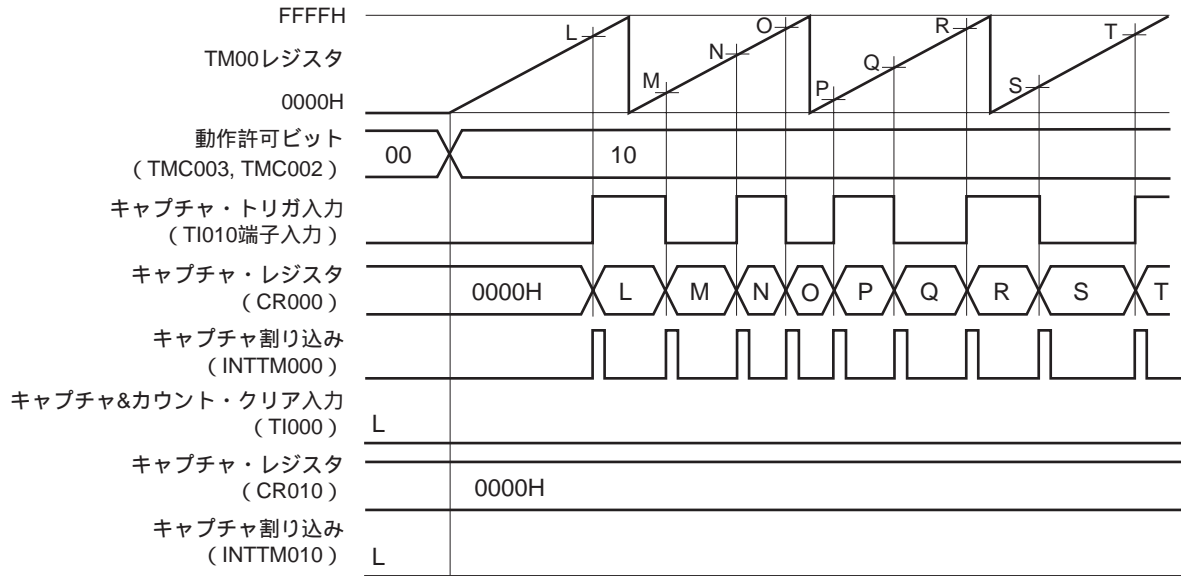 FFFFH
TM00レジスタ
0000H
L M N O P Q R S T
動作許可ビット
（TMC003, TMC002）
00 10
キャプチャ・トリガ入力
（TI010端子入力）
キャプチャ・レジスタ
（CR000）
0000H L M N O P Q R S T
キャプチャ割り込み
（INTTM000）
キャプチャ&カウント・クリア入力
（TI000）
L
キャプチャ・レジスタ
（CR010）
0000H
キャプチャ割り込み
（INTTM010）
L